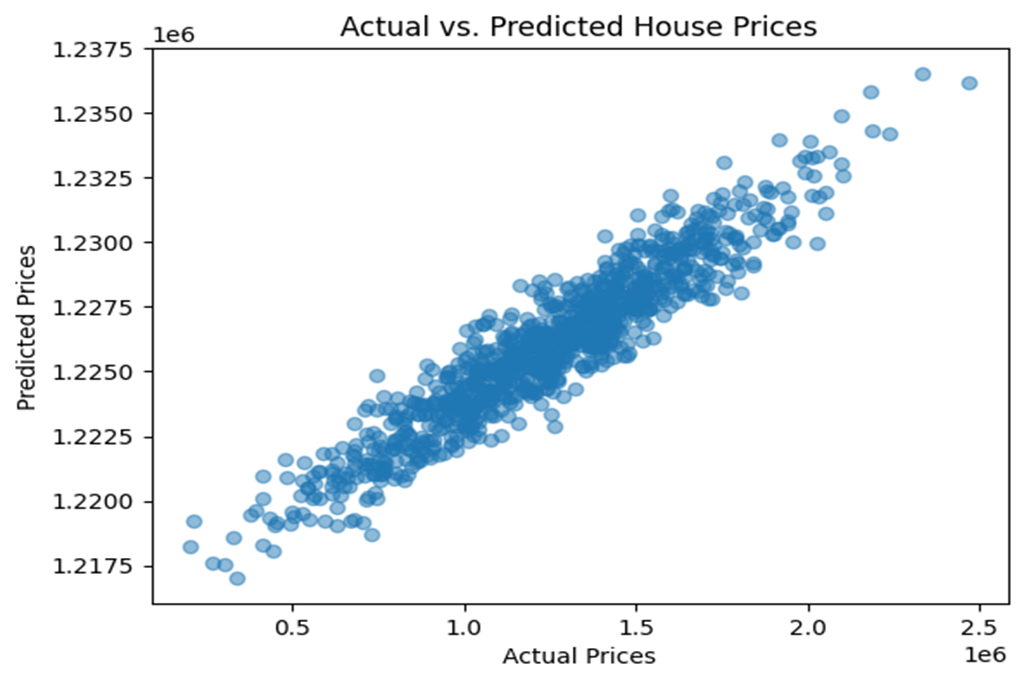 Actual vs. Predicted House Prices
1e6
1.2375
1.2350
1.2325
1.2300
1.2275
1.2250
1.2225
1.2200
1.2175
Predicted Prices
0.5 1.0 1.5 2.0 2.5
Actual Prices
1e6